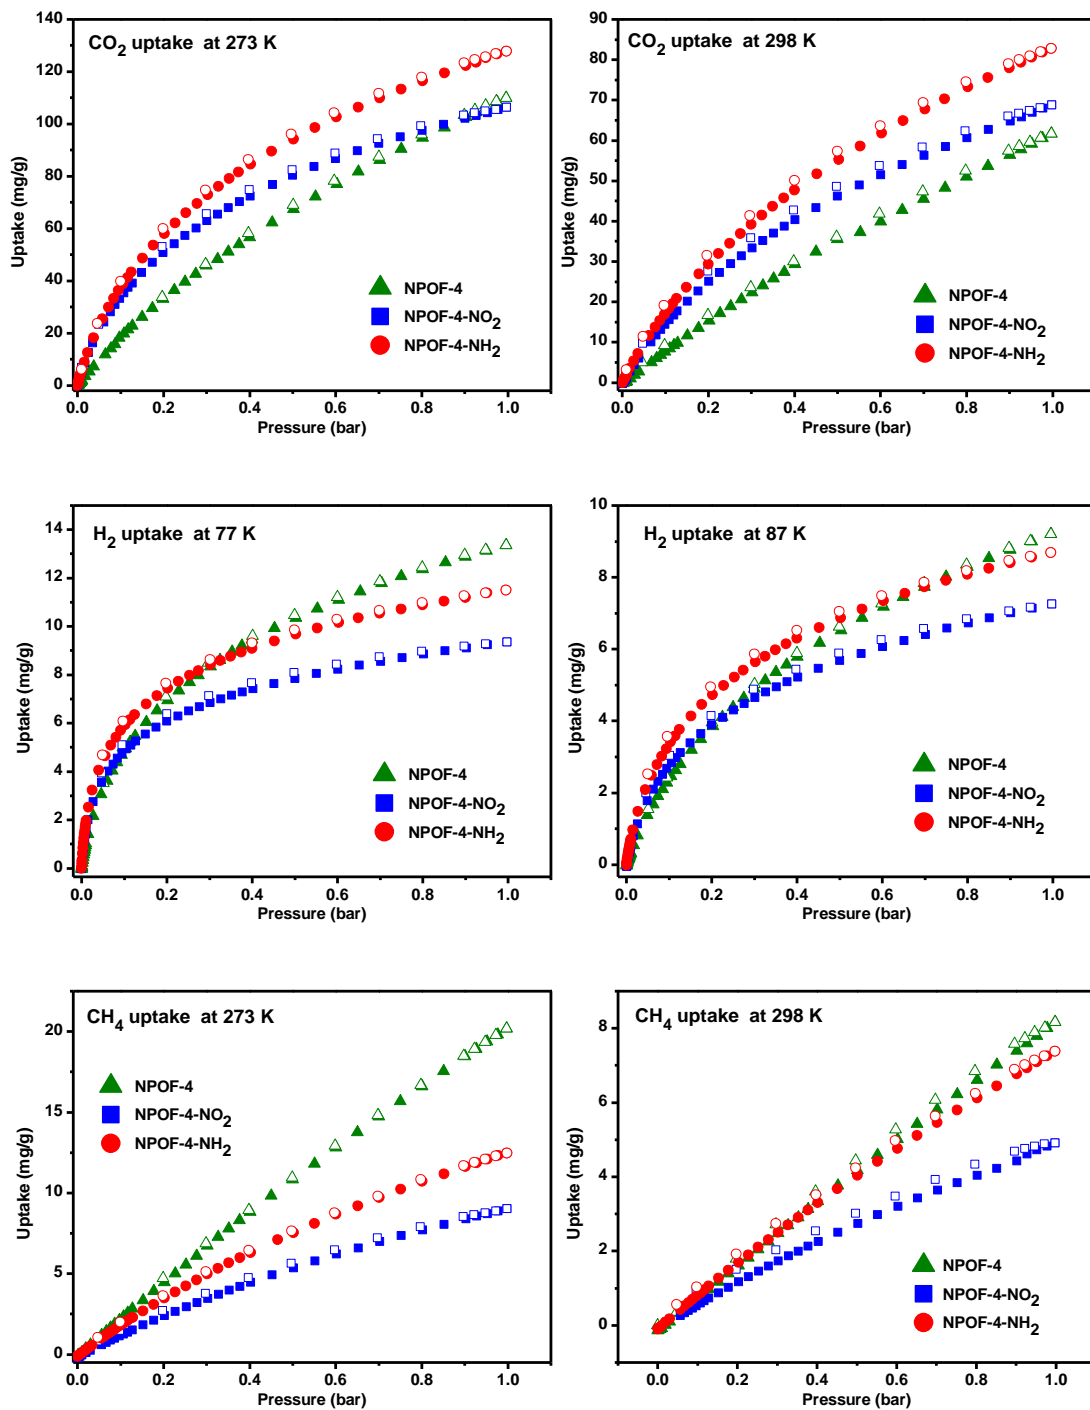 CO2 uptake at 273 K
Uptake (mg/g)
140
120
100
80
60
40
20
0
NPOF-4
NPOF-4-NO2
NPOF-4-NH2
0.0 0.2 0.4 0.6 0.8 1.0
Pressure (bar)
CO2 uptake at 298 K
Uptake (mg/g)
90
80
70
60
50
40
30
20
10
0
NPOF-4
NPOF-4-NO2
NPOF-4-NH2
0.0 0.2 0.4 0.6 0.8 1.0
Pressure (bar)
H2 uptake at 77 K
Uptake (mg/g)
14
12
10
8
6
4
2
0
NPOF-4
NPOF-4-NO2
NPOF-4-NH2
0.0 0.2 0.4 0.6 0.8 1.0
Pressure (bar)
H2 uptake at 87 K
Uptake (mg/g)
10
8
6
4
2
0
NPOF-4
NPOF-4-NO2
NPOF-4-NH2
0.0 0.2 0.4 0.6 0.8 1.0
Pressure (bar)
CH4 uptake at 273 K
Uptake (mg/g)
20
15
10
5
0
NPOF-4
NPOF-4-NO2
NPOF-4-NH2
0.0 0.2 0.4 0.6 0.8 1.0
Pressure (bar)
CH4 uptake at 298 K
Uptake (mg/g)
8
6
4
2
0
NPOF-4
NPOF-4-NO2
NPOF-4-NH2
0.0 0.2 0.4 0.6 0.8 1.0
Pressure (bar)